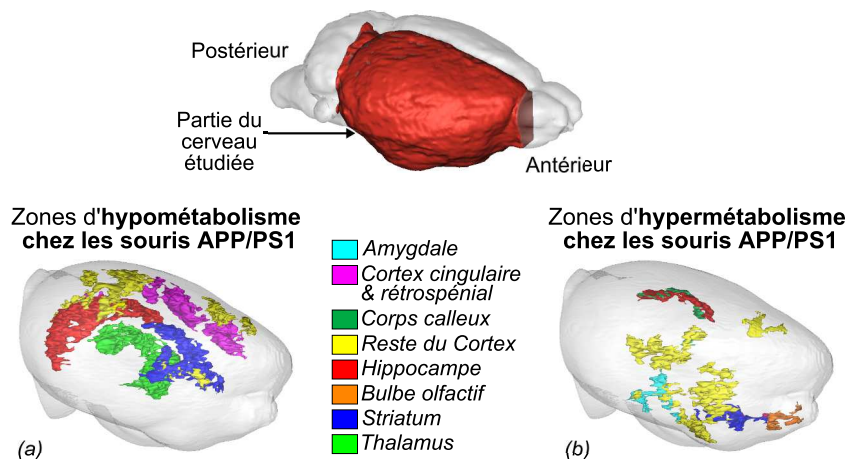 Postérieur
Partie du
cerveau
étudiée
Antérieur
Zones d'hypométabolisme
chez les souris APP/PS1
Zones d'hypermétabolisme
chez les souris APP/PS1
Amygdale
Cortex cingulaire
& rétrospénial
Corps calleux
Reste du Cortex
Hippocampe
Bulbe olfactif
Striatum
Thalamus
(a)
(b)